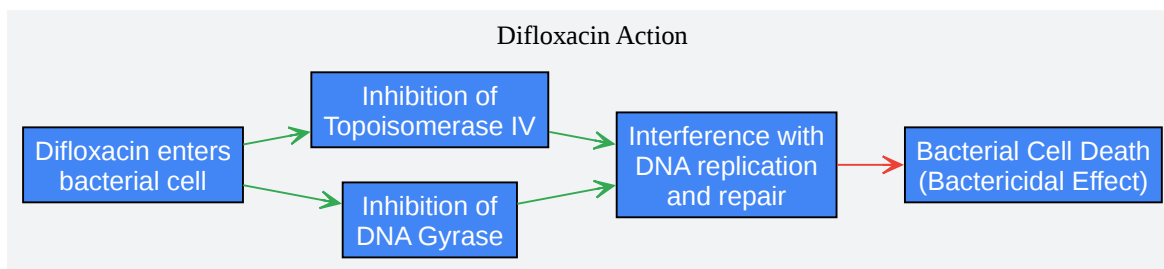 Difloxacin Action
Difloxacin enters
bacterial cell
Inhibition of
Topoisomerase IV
Inhibition of
DNA Gyrase
Interference with
DNA replication
and repair
Bacterial Cell Death
(Bactericidal Effect)